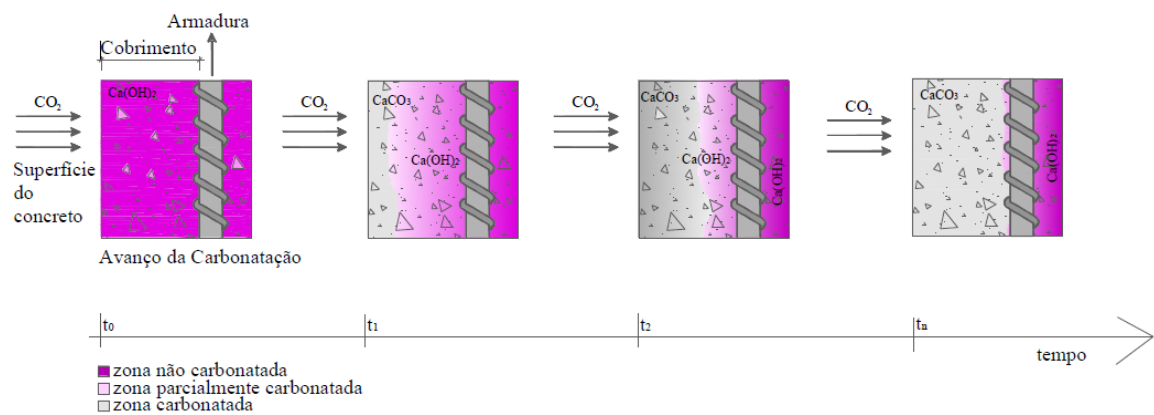 Armadura
Cobrimento
CO2
Ca(OH)2
Superfície
do
concreto
Avanço da Carbonatação
CO2
CaCO3
Ca(OH)2
CO2
CaCO3
Ca(OH)2
Ca(OH)2
CO2
CaCO3
Ca(OH)2
t0
t1
t2
tn
tempo
zona não carbonatada
zona parcialmente carbonatada
zona carbonatada